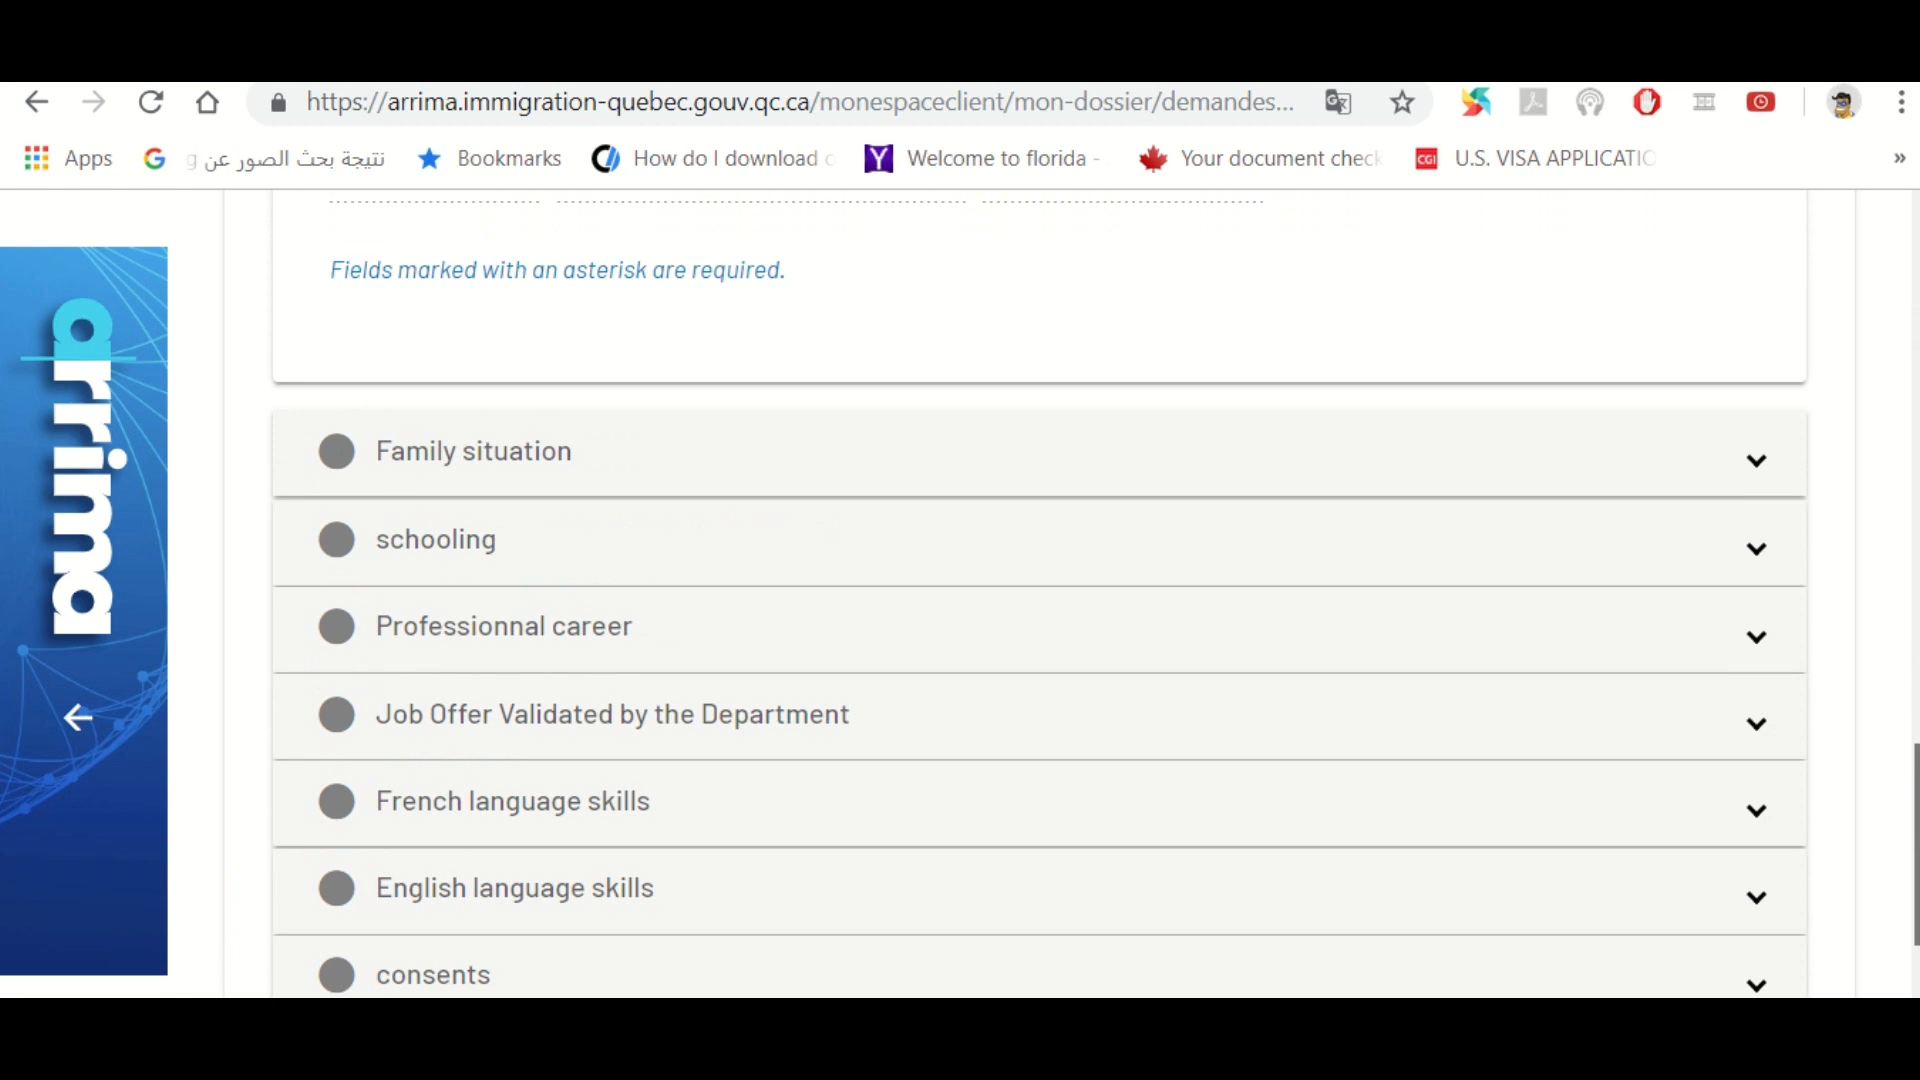 https://arrima.immigration-quebec.gouv.qc.ca/monespaceclient/mon-dossier/demandes...
Apps
نتيجة بحث الصور عن g
Bookmarks
How do I download
Welcome to florida -
Your document check
U.S. VISA APPLICATIO
Fields marked with an asterisk are required.
arrima
Family situation
schooling
Professionnal career
Job Offer Validated by the Department
French language skills
English language skills
consents